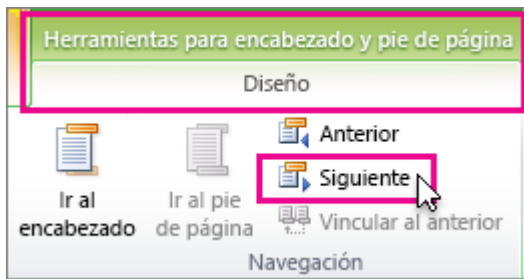 Herramientas para encabezado y pie de página
Diseño
Ir al
encabezado
Ir al pie
de página
Anterior
Siguiente
Vincular al anterior
Navegación